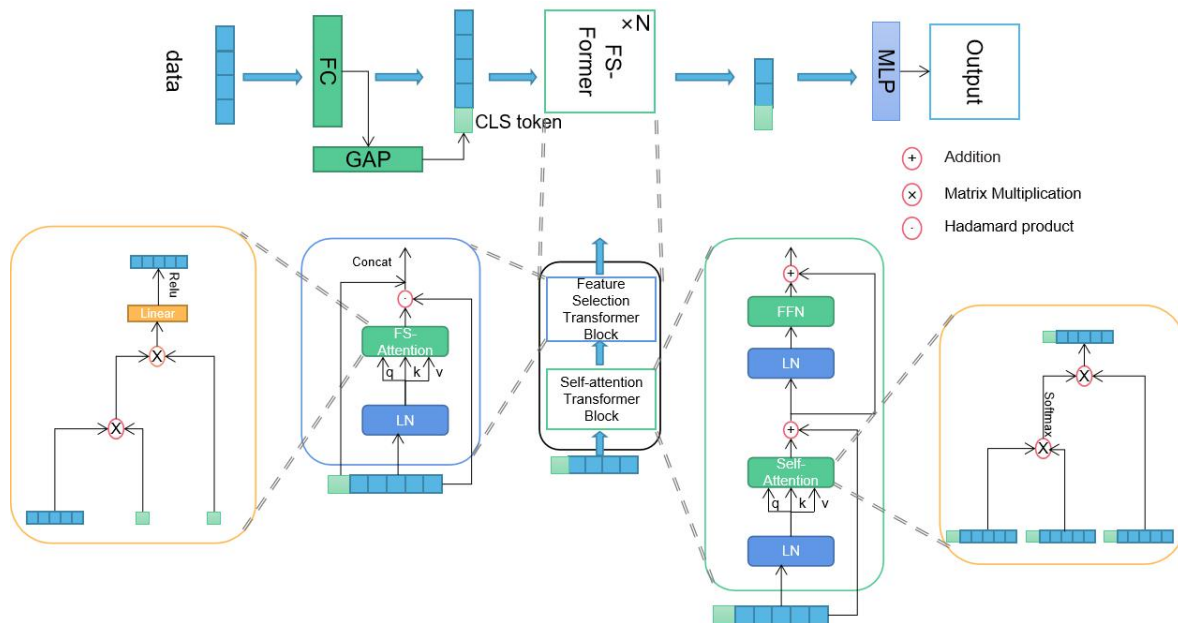 data
FC
GAP
CLS token
×N
FS-
Former
MLP
Output
+ Addition
× Matrix Multiplication
· Hadamard product
Relu
Linear
×
×
Concat
·
FS-
Attention
q k v
LN
Feature
Selection
Transformer
Block
Self-attention
Transformer
Block
+
FFN
LN
+
Self-
Attention
q k v
LN
×
Softmax
×